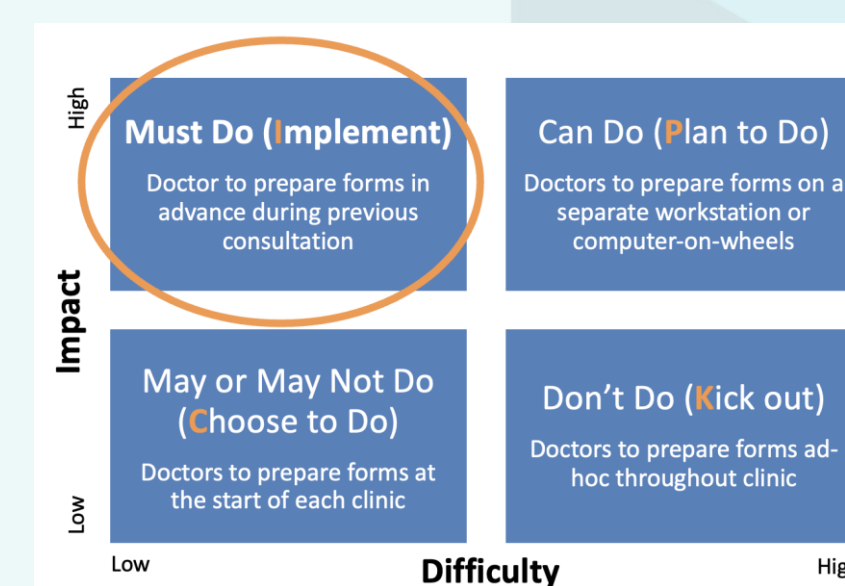 High
Must Do (Implement)
Doctor to prepare forms in
advance during previous
consultation
Can Do (Plan to Do)
Doctors to prepare forms on a
separate workstation or
computer-on-wheels
Impact
May or May Not Do
(Choose to Do)
Doctors to prepare forms at
the start of each clinic
Don’t Do (Kick out)
Doctors to prepare forms ad-
hoc throughout clinic
Low
Low
Difficulty
Hig